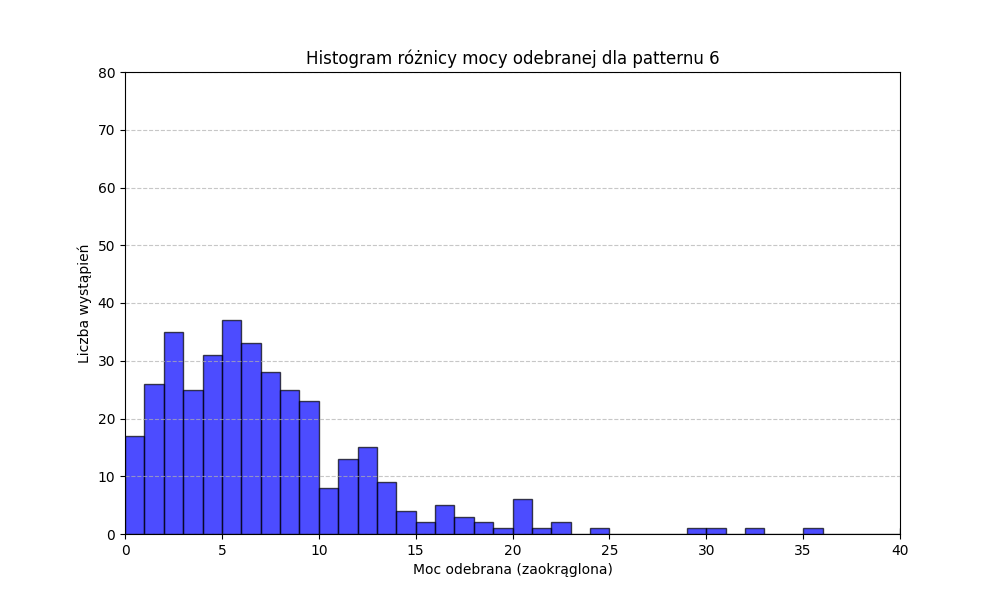 Histogram różnicy mocy odebranej dla patternu 6
80
70
60
50
40
30
20
10
0
Liczba wystąpień
0 5 10 15 20 25 30 35 40
Moc odebrana (zaokrąglona)